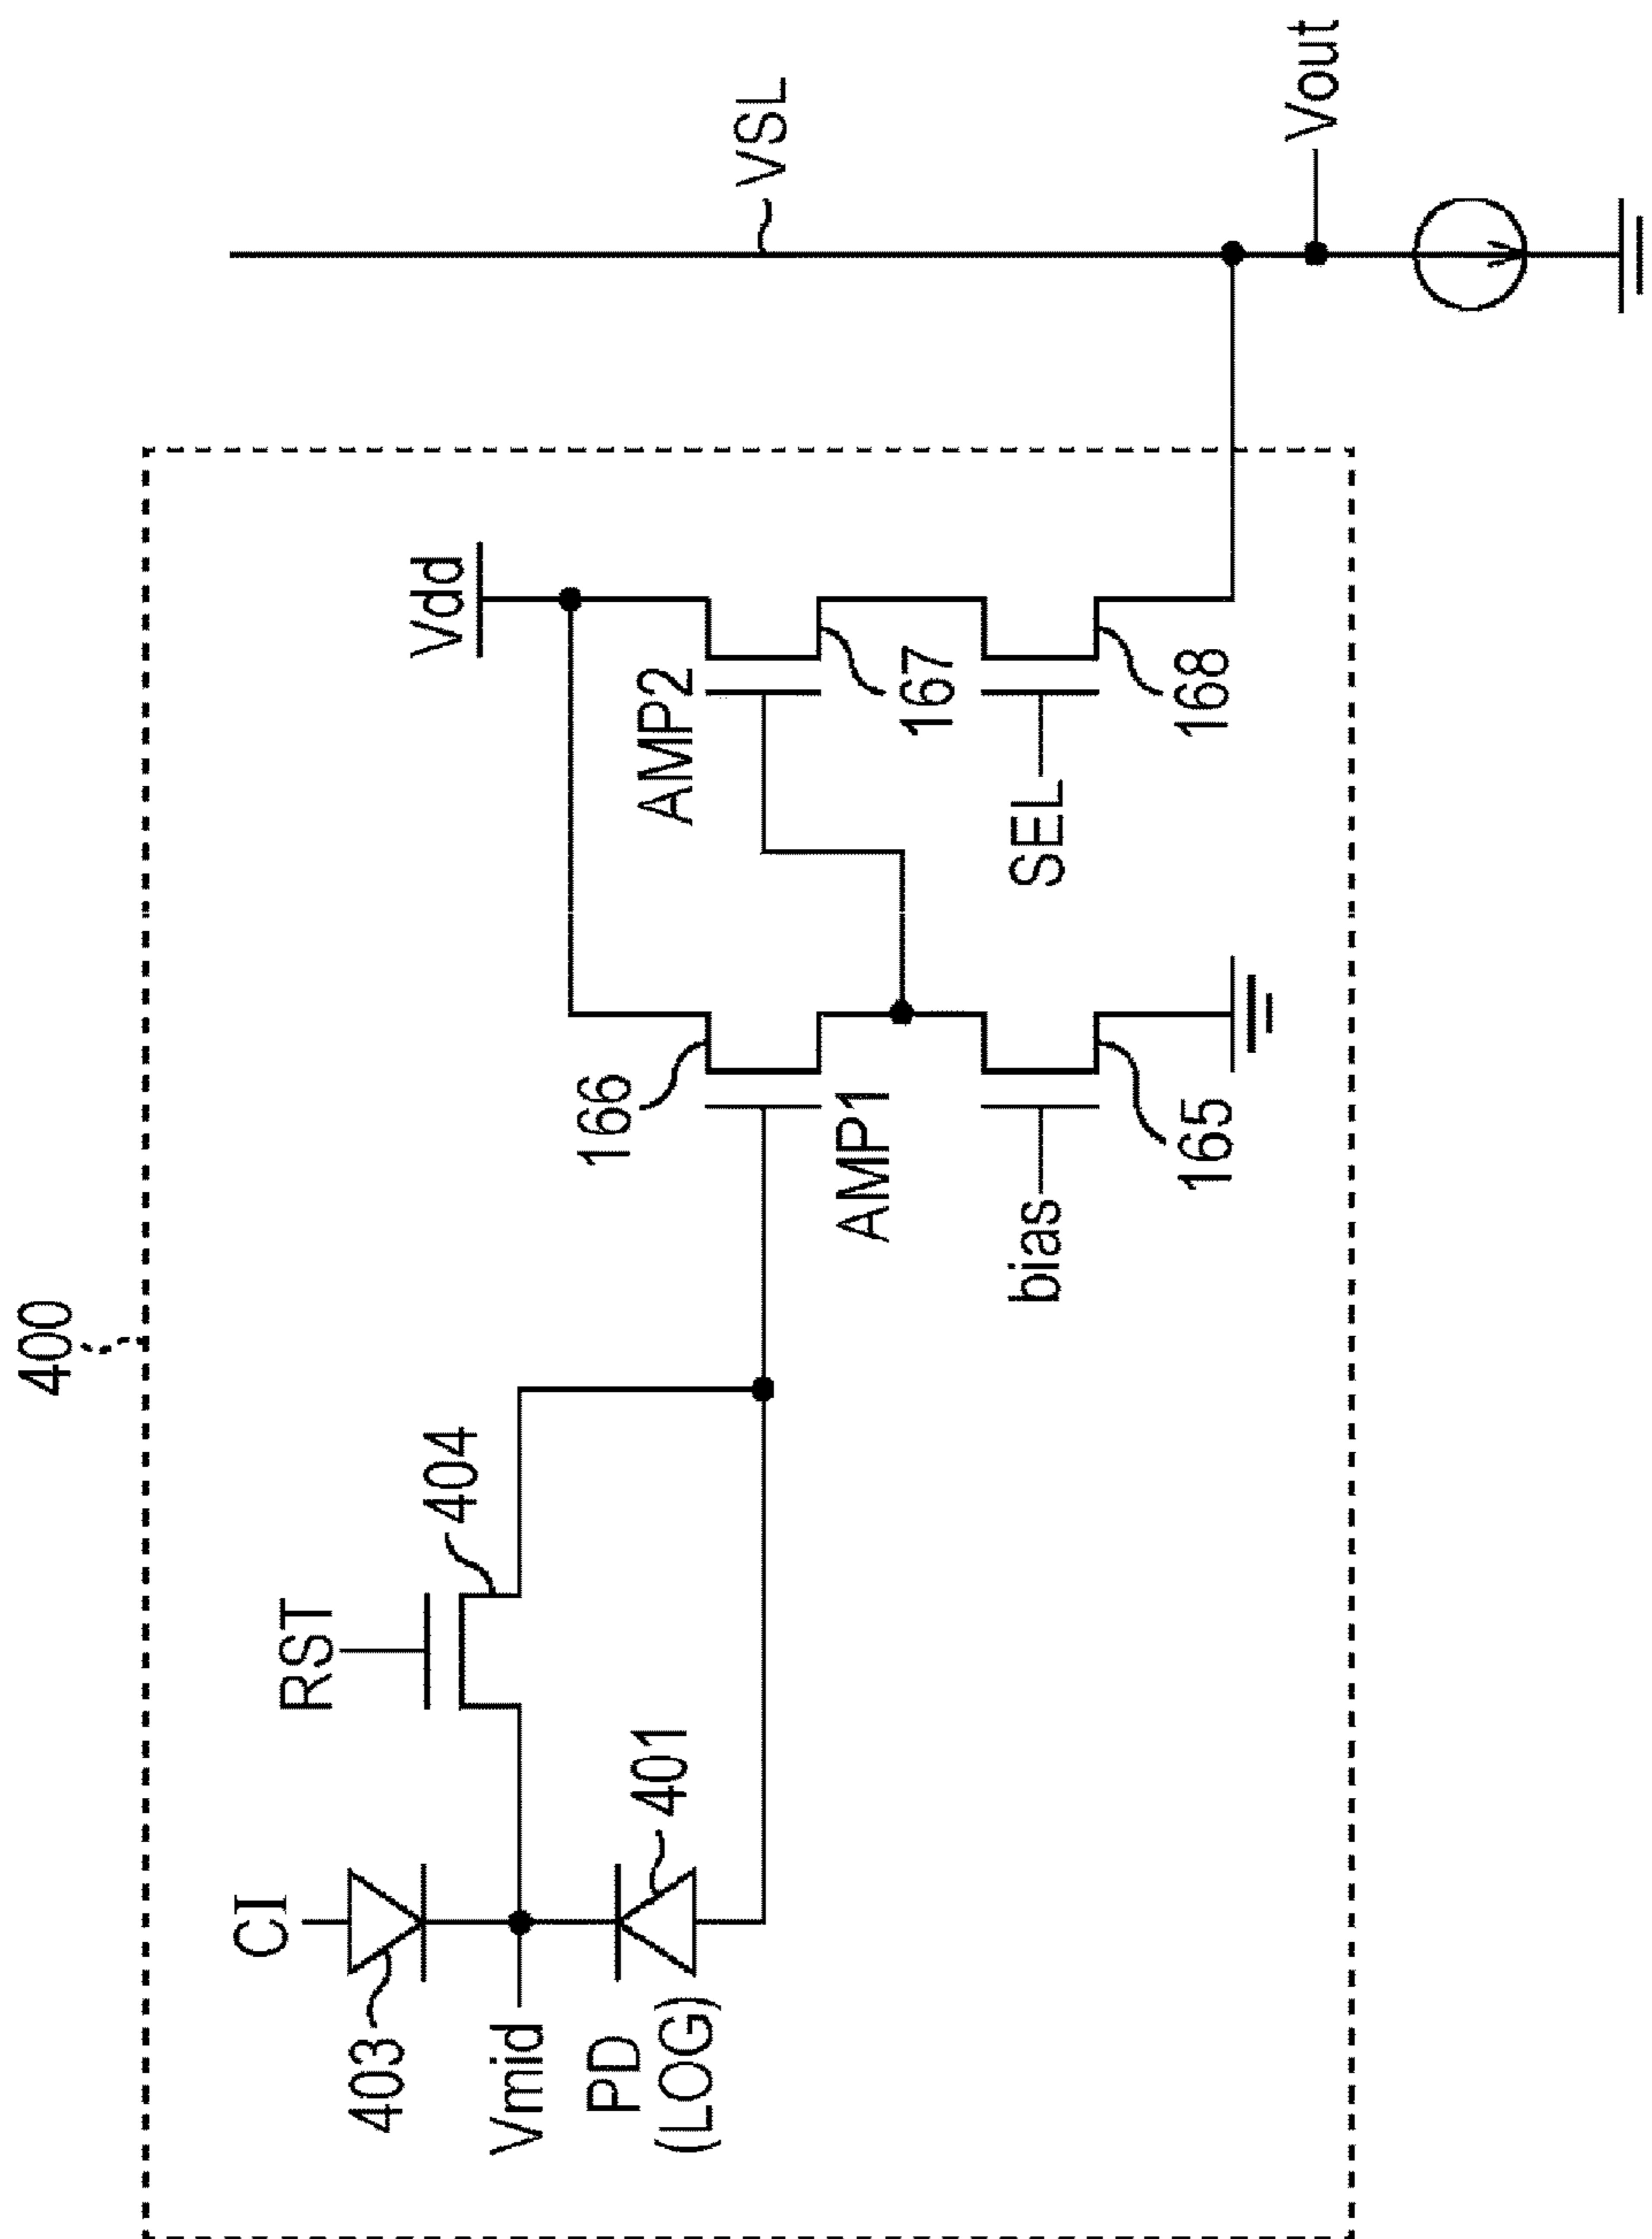 400
CI
403
Vmid
PD
(LOG)
401
RST
404
166
AMP1
bias
165
Vdd
AMP2
167
SEL
168
VSL
Vout